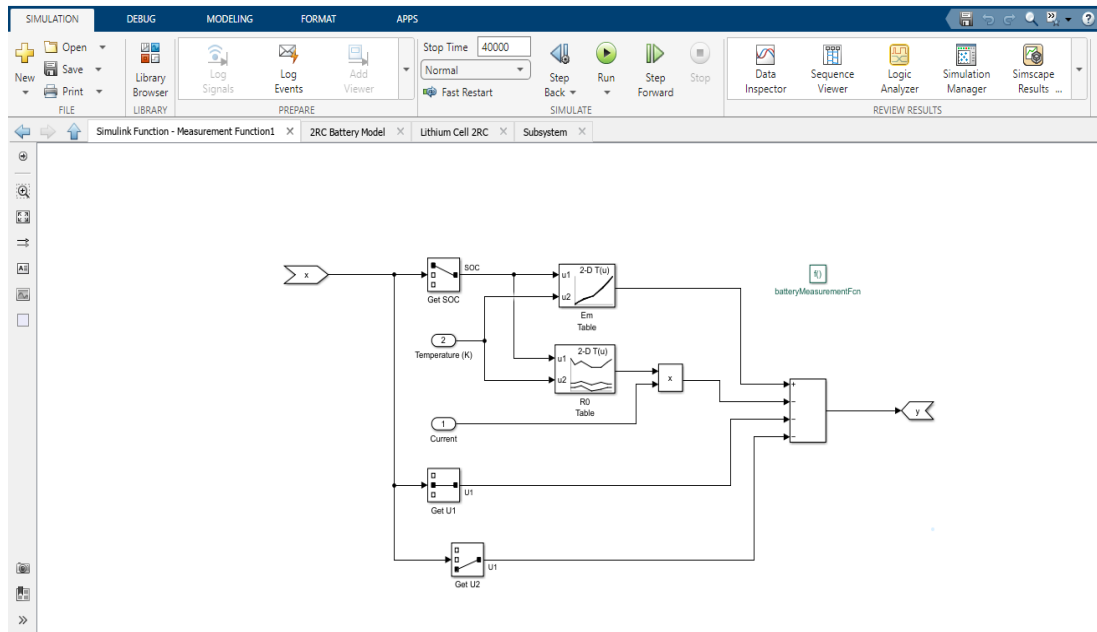 SIMULATION DEBUG MODELING FORMAT APPS
New
Open
Save
Print
FILE
Library
Browser
LIBRARY
Log
Signals
Log
Events
Add
Viewer
PREPARE
Stop Time 40000
Normal
Fast Restart
Step
Back
Run
Step
Forward
Stop
SIMULATE
Data
Inspector
Sequence
Viewer
Logic
Analyzer
Simulation
Manager
Simscape
Results ...
REVIEW RESULTS
Simulink Function - Measurement Function1 × 2RC Battery Model × Lithium Cell 2RC × Subsystem ×
x
SOC
Get SOC
2-D T(u)
u1
u2
Em
Table
f()
batteryMeasurementFcn
2
Temperature (K)
2-D T(u)
u1
u2
R0
Table
x
1
Current
+
−
−
−
y
U1
Get U1
U1
Get U2